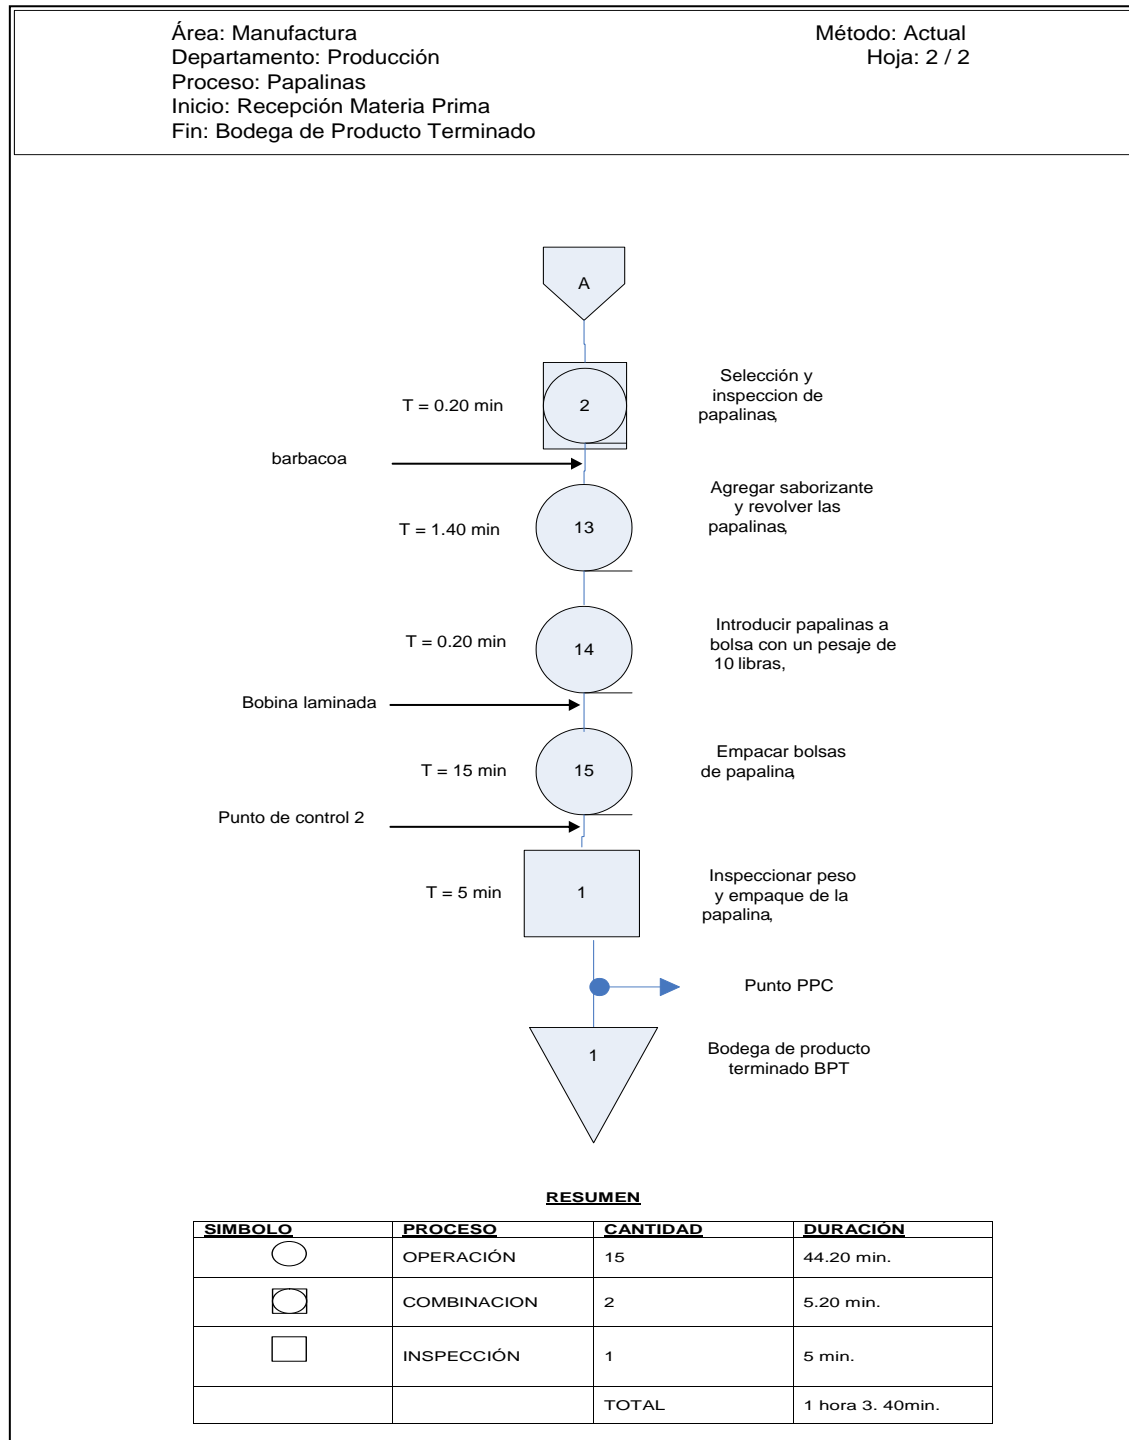 Área: Manufactura
Método: Actual
Departamento: Producción
Hoja: 2 / 2
Proceso: Papalinas
Inicio: Recepción Materia Prima
Fin: Bodega de Producto Terminado
A
T = 0.20 min
2
Selección y
inspeccion de
papalinas,
barbacoa
T = 1.40 min
13
Agregar saborizante
y revolver las
papalinas,
T = 0.20 min
14
Introducir papalinas a
bolsa con un pesaje de
10 libras,
Bobina laminada
T = 15 min
15
Empacar bolsas
de papalina,
Punto de control 2
T = 5 min
1
Inspeccionar peso
y empaque de la
papalina,
Punto PPC
1
Bodega de producto
terminado BPT
RESUMEN
SIMBOLO PROCESO CANTIDAD DURACIÓN
OPERACIÓN 15 44.20 min.
COMBINACION 2 5.20 min.
INSPECCIÓN 1 5 min.
TOTAL 1 hora 3. 40min.